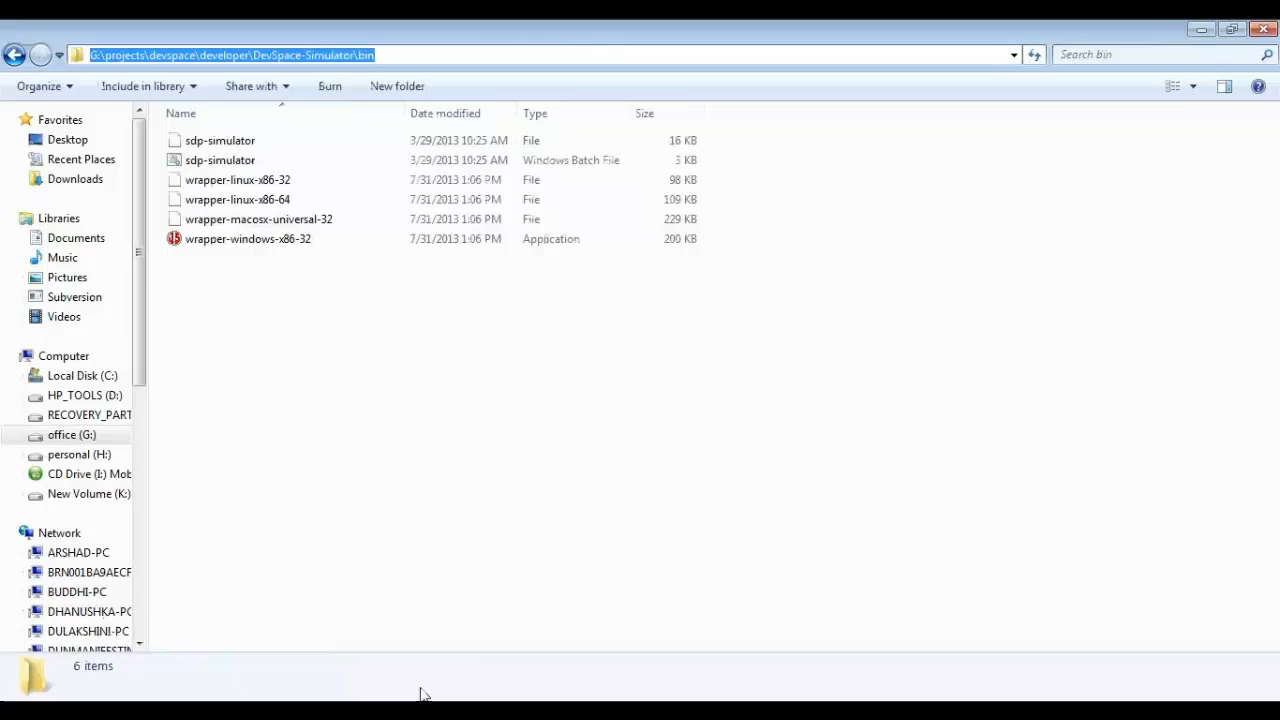 G:\projects\devspace\developer\DevSpace-Simulator\bin
Search bin
Organize Include in library Share with Burn New folder
Name Date modified Type Size
sdp-simulator 3/29/2013 10:25 AM File 16 KB
sdp-simulator 3/29/2013 10:25 AM Windows Batch File 3 KB
wrapper-linux-x86-32 7/31/2013 1:06 PM File 98 KB
wrapper-linux-x86-64 7/31/2013 1:06 PM File 109 KB
wrapper-macosx-universal-32 7/31/2013 1:06 PM File 229 KB
wrapper-windows-x86-32 7/31/2013 1:06 PM Application 200 KB
Favorites
Desktop
Recent Places
Downloads
Libraries
Documents
Music
Pictures
Subversion
Videos
Computer
Local Disk (C:)
HP_TOOLS (D:)
RECOVERY_PART
office (G:)
personal (H:)
CD Drive (I:) Mob
New Volume (K:)
Network
ARSHAD-PC
BRN001BA9AECF
BUDDHI-PC
DHANUSHKA-PC
DULAKSHINI-PC
6 items